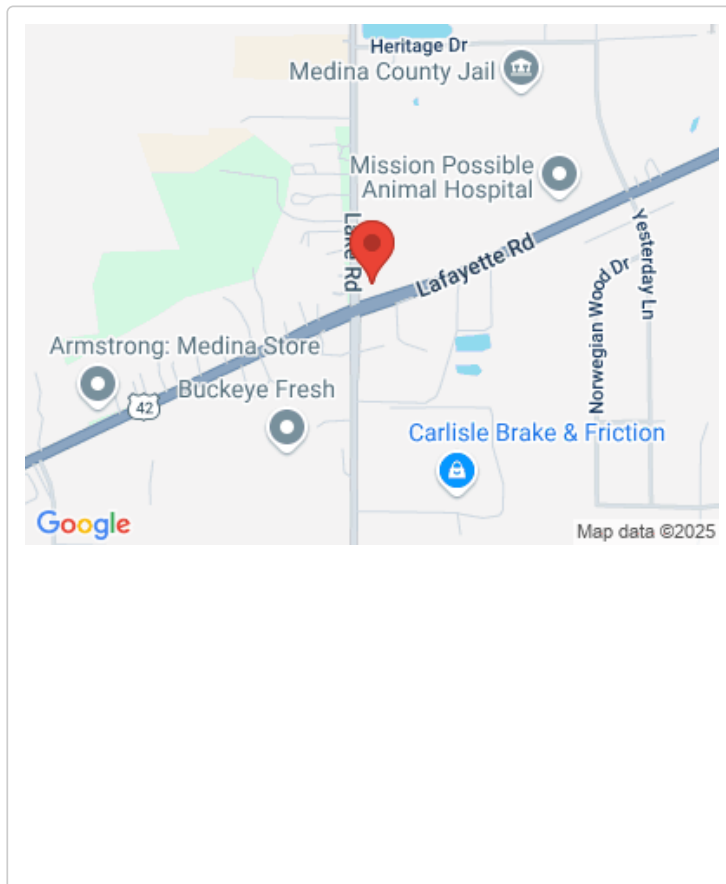 Heritage Dr
Medina County Jail
Mission Possible
Animal Hospital
Lake Rd
Lafayette Rd
Yesterday Ln
Norwegian Wood Dr
Armstrong: Medina Store
42
Buckeye Fresh
Carlisle Brake & Friction
Google
Map data ©2025